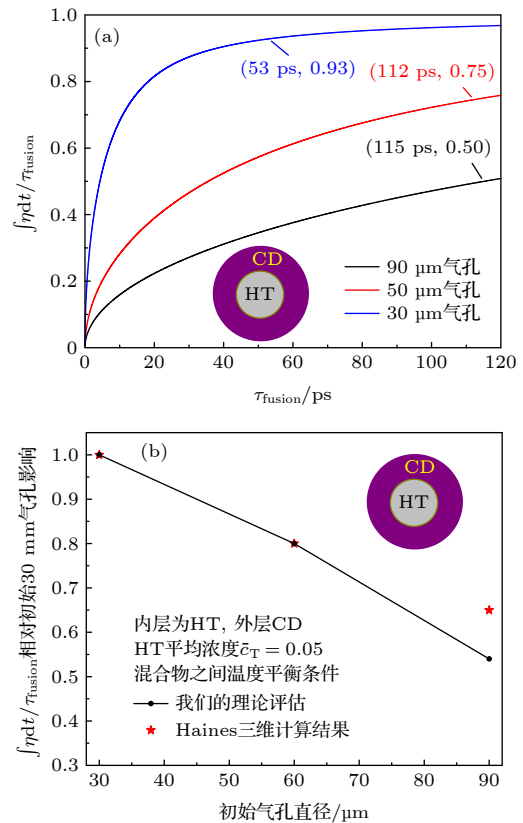 (a)
1.0
0.8
0.6
0.4
0.2
0
(53 ps, 0.93)
(112 ps, 0.75)
(115 ps, 0.50)
CD
HT
90 µm气孔
50 µm气孔
30 µm气孔
0 20 40 60 80 100 120
∫ηdt/τfusion
τfusion/ps
(b)
1.0
0.9
0.8
0.7
0.6
0.5
0.4
0.3
CD
HT
内层为HT, 外层CD
HT平均浓度c̄T = 0.05
混合物之间温度平衡条件
我们的理论评估
Haines三维计算结果
30 40 50 60 70 80 90
∫ηdt/τfusion相对初始30 mm气孔影响
初始气孔直径/µm